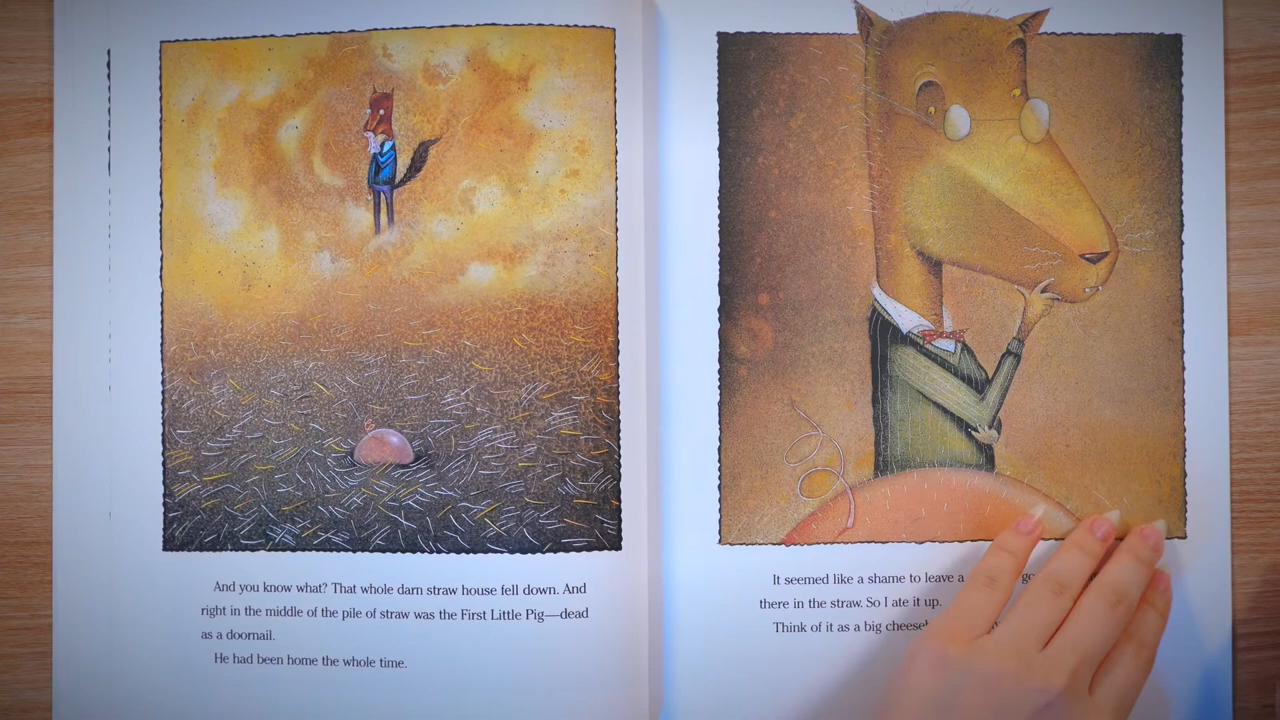 And you know what? That whole darn straw house fell down. And
right in the middle of the pile of straw was the First Little Pig—dead
as a doornail.
He had been home the whole time.
It seemed like a shame to leave a
there in the straw. So I ate it up.
Think of it as a big